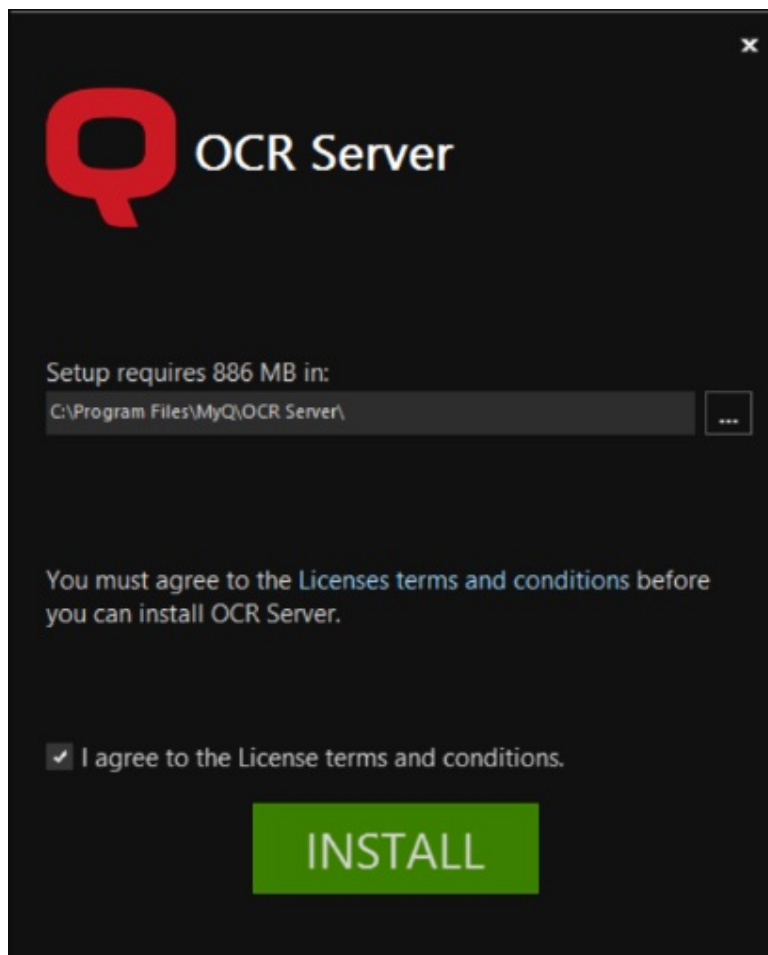 OCR Server
Setup requires 886 MB in:
C:\Program Files\MyQ\OCR Server\
...
You must agree to the Licenses terms and conditions before
you can install OCR Server.
I agree to the License terms and conditions.
INSTALL